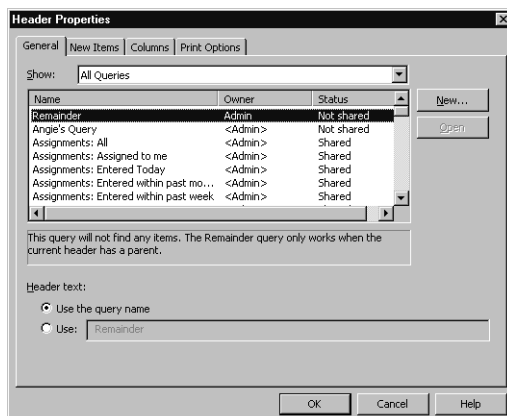 Header Properties
General New Items Columns Print Options
Show: All Queries
Name Owner Status
New...
Remainder Admin Not shared
Angie's Query <Admin> Not shared
Open
Assignments: All <Admin> Shared
Assignments: Assigned to me <Admin> Shared
Assignments: Entered Today <Admin> Shared
Assignments: Entered within past mo... <Admin> Shared
Assignments: Entered within past week <Admin> Shared
This query will not find any items. The Remainder query only works when the
current header has a parent.
Header text:
Use the query name
Use: Remainder
OK Cancel Help